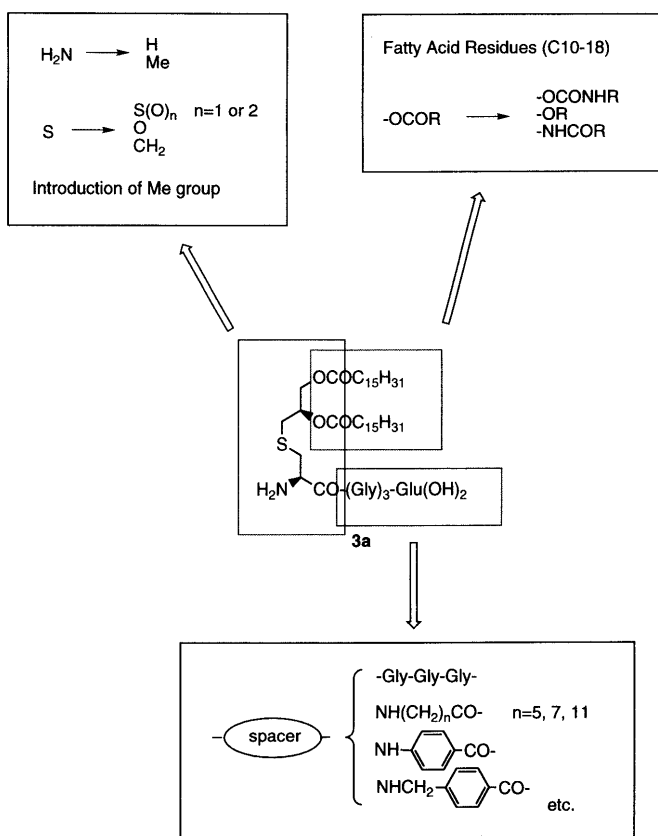 H₂N → H
Me
S → S(O)ₙ n=1 or 2
O
CH₂
Introduction of Me group
Fatty Acid Residues (C10-18)
-OCOR → -OCONHR
-OR
-NHCOR
OCOC₁₅H₃₁
OCOC₁₅H₃₁
S
H₂N CO-(Gly)₃-Glu(OH)₂
3a
-Gly-Gly-Gly-
NH(CH₂)ₙCO- n=5, 7, 11
spacer
NH- -CO-
NHCH₂- -CO-
etc.